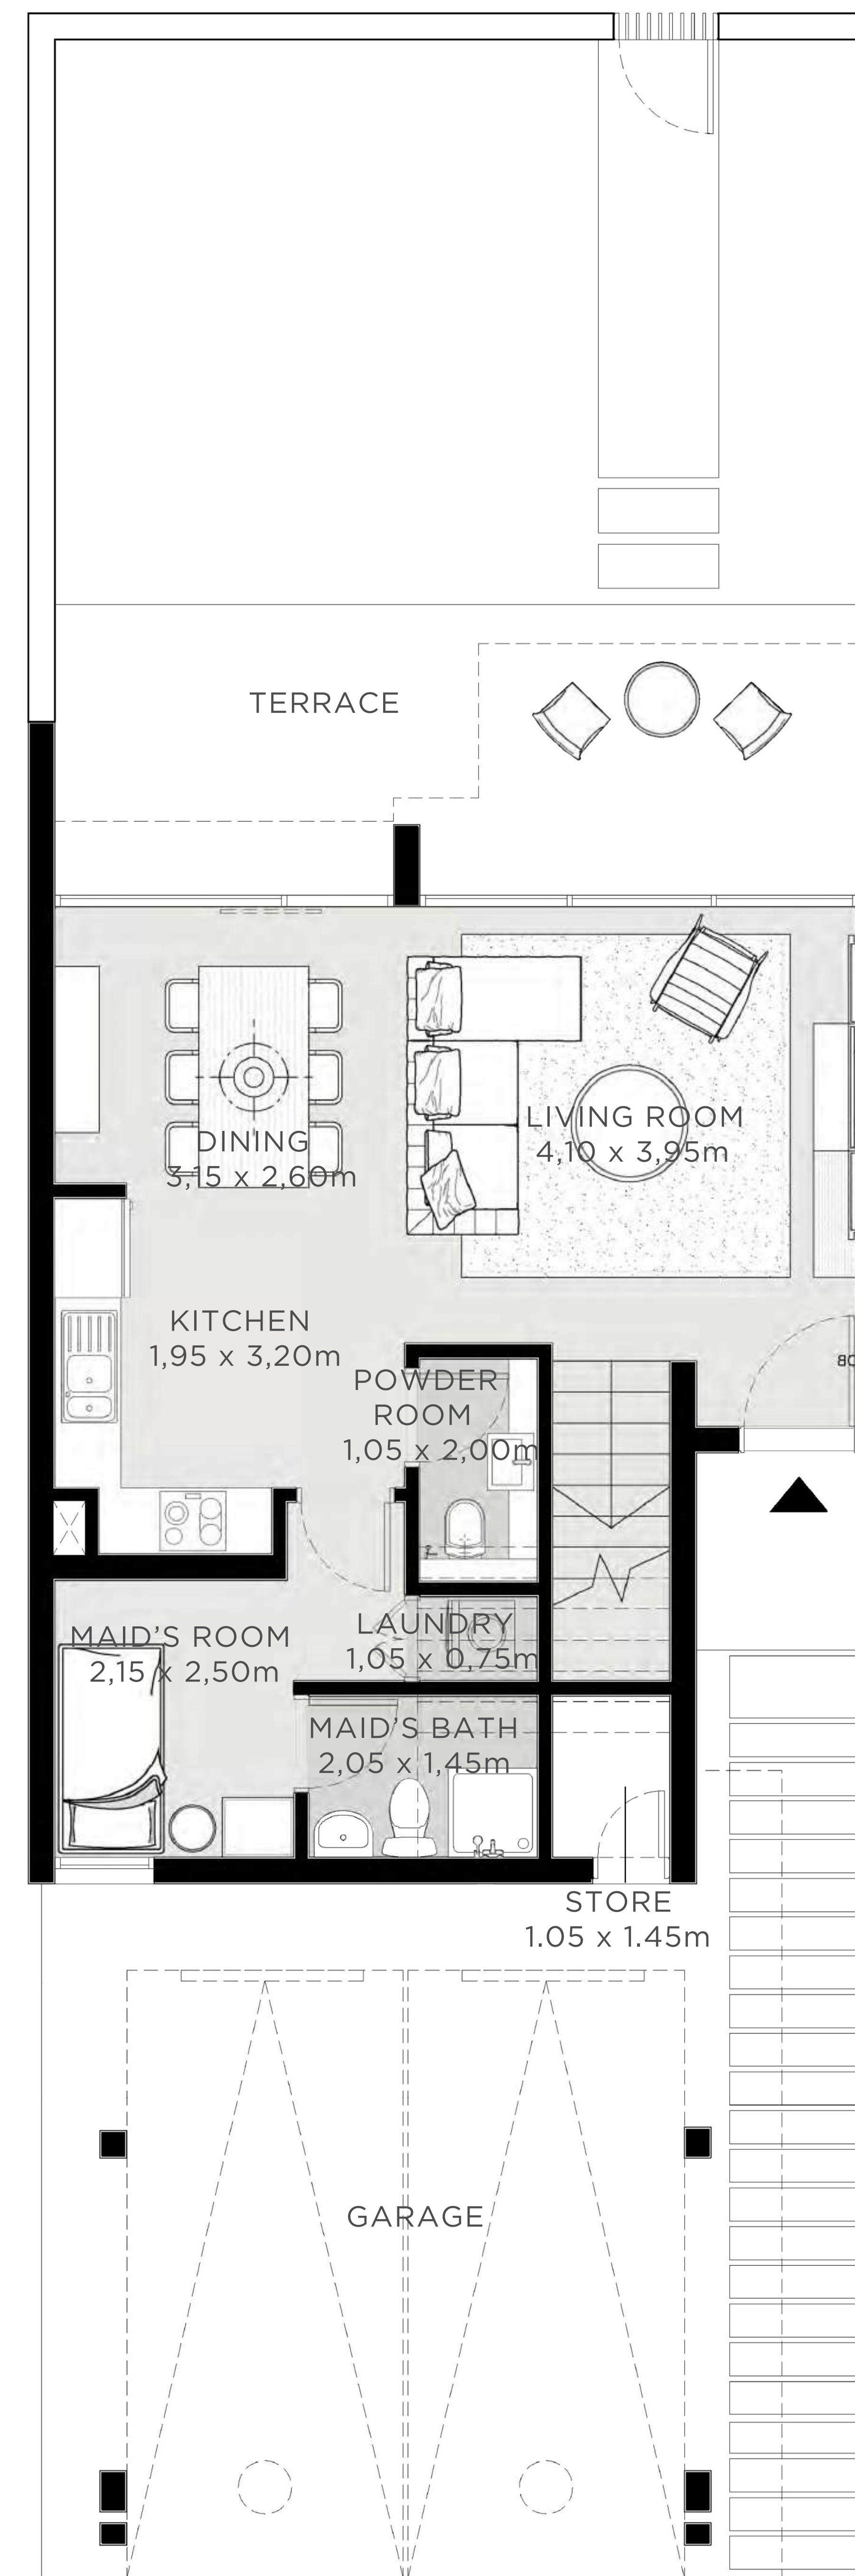 TERRACE
LIVING ROOM
4,10 x 3,95m
DINING
3,15 x 2,60m
KITCHEN
1,95 x 3,20m
80
POWDER
ROOM
1,05 x 2,00m
MAID'S ROOM
2,15 x 2,50m
LAUNDRY
1,05 x 0,75m
MAID'S BATH
2,05 x 1,45m
STORE
1.05 x 1.45m
GARAGE